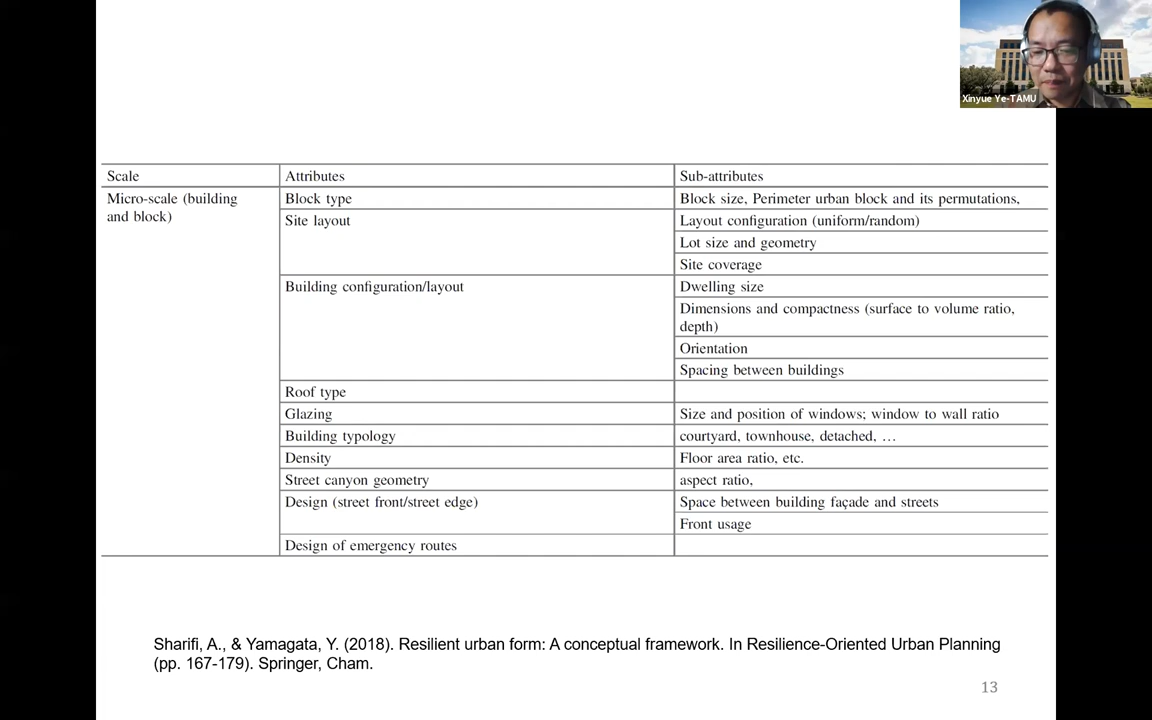 Xinyue Ye-TAMU
Scale Attributes Sub-attributes
Micro-scale (building Block type Block size, Perimeter urban block and its permutations,
and block) Site layout Layout configuration (uniform/random)
Lot size and geometry
Site coverage
Building configuration/layout Dwelling size
Dimensions and compactness (surface to volume ratio,
depth)
Orientation
Spacing between buildings
Roof type
Glazing Size and position of windows; window to wall ratio
Building typology courtyard, townhouse, detached, …
Density Floor area ratio, etc.
Street canyon geometry aspect ratio,
Design (street front/street edge) Space between building façade and streets
Front usage
Design of emergency routes
Sharifi, A., & Yamagata, Y. (2018). Resilient urban form: A conceptual framework. In Resilience-Oriented Urban Planning
(pp. 167-179). Springer, Cham.
13